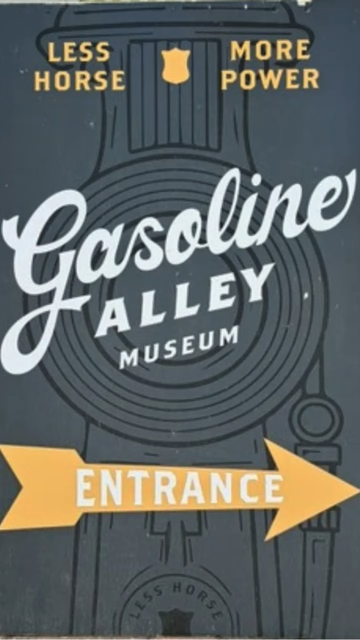 LESS MORE
HORSE POWER
Gasoline
ALLEY
MUSEUM
ENTRANCE
LESS HORSE